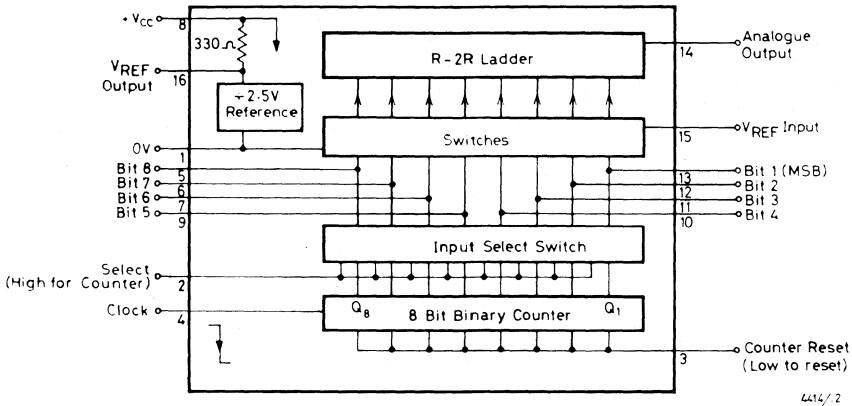 + Vcc
8
330Ω
VREF
Output
16
+2.5V
Reference
0V
1
Bit 8
5
Bit 7
6
Bit 6
7
Bit 5
9
Select
(High for Counter)
2
Clock
4
R-2R Ladder
Switches
Input Select Switch
Q8
8 Bit Binary Counter
Q1
14
Analogue
Output
15
VREF Input
Bit 1 (MSB)
13
Bit 2
12
Bit 3
11
Bit 4
10
3
Counter Reset
(Low to reset)
4414/.2